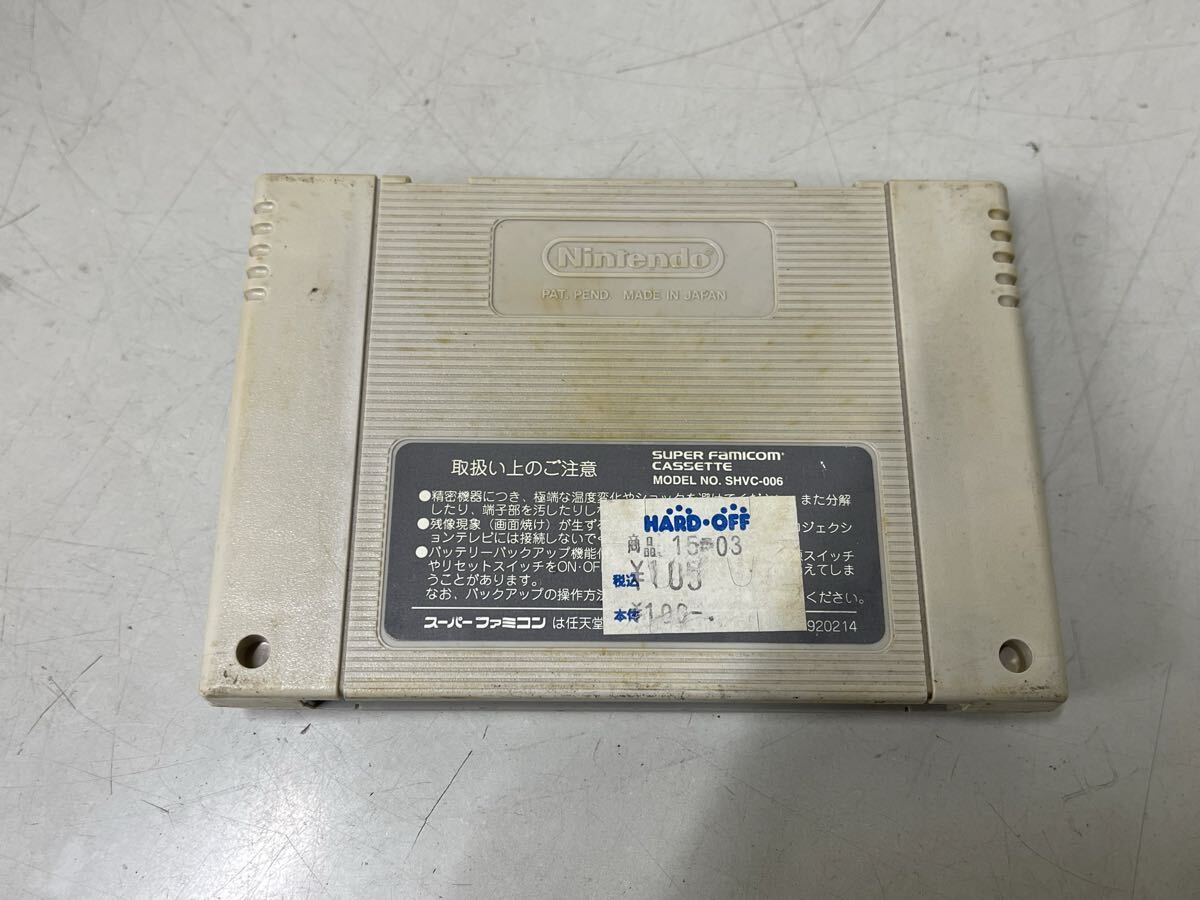 Nintendo®
PAT. PEND. MADE IN JAPAN
取扱い上のご注意
SUPER FAMICOM®
CASSETTE
MODEL NO. SHVC-006
●精密機器につき、極端な温度変化やショックを避けてください。また分解
したり、端子部を汚したりし
●残像現象（画面焼け）が生ず ロジェクシ
ョンテレビには接続しないで
●バッテリーバックアップ機能 スイッチ
やリセットスイッチをON・OF えてしま
うことがあります。
なお、バックアップの操作方法 ください。
スーパーファミコン は任天堂 920214
HARD・OFF
商品 15-03
税込 ¥105
本体 ¥100-